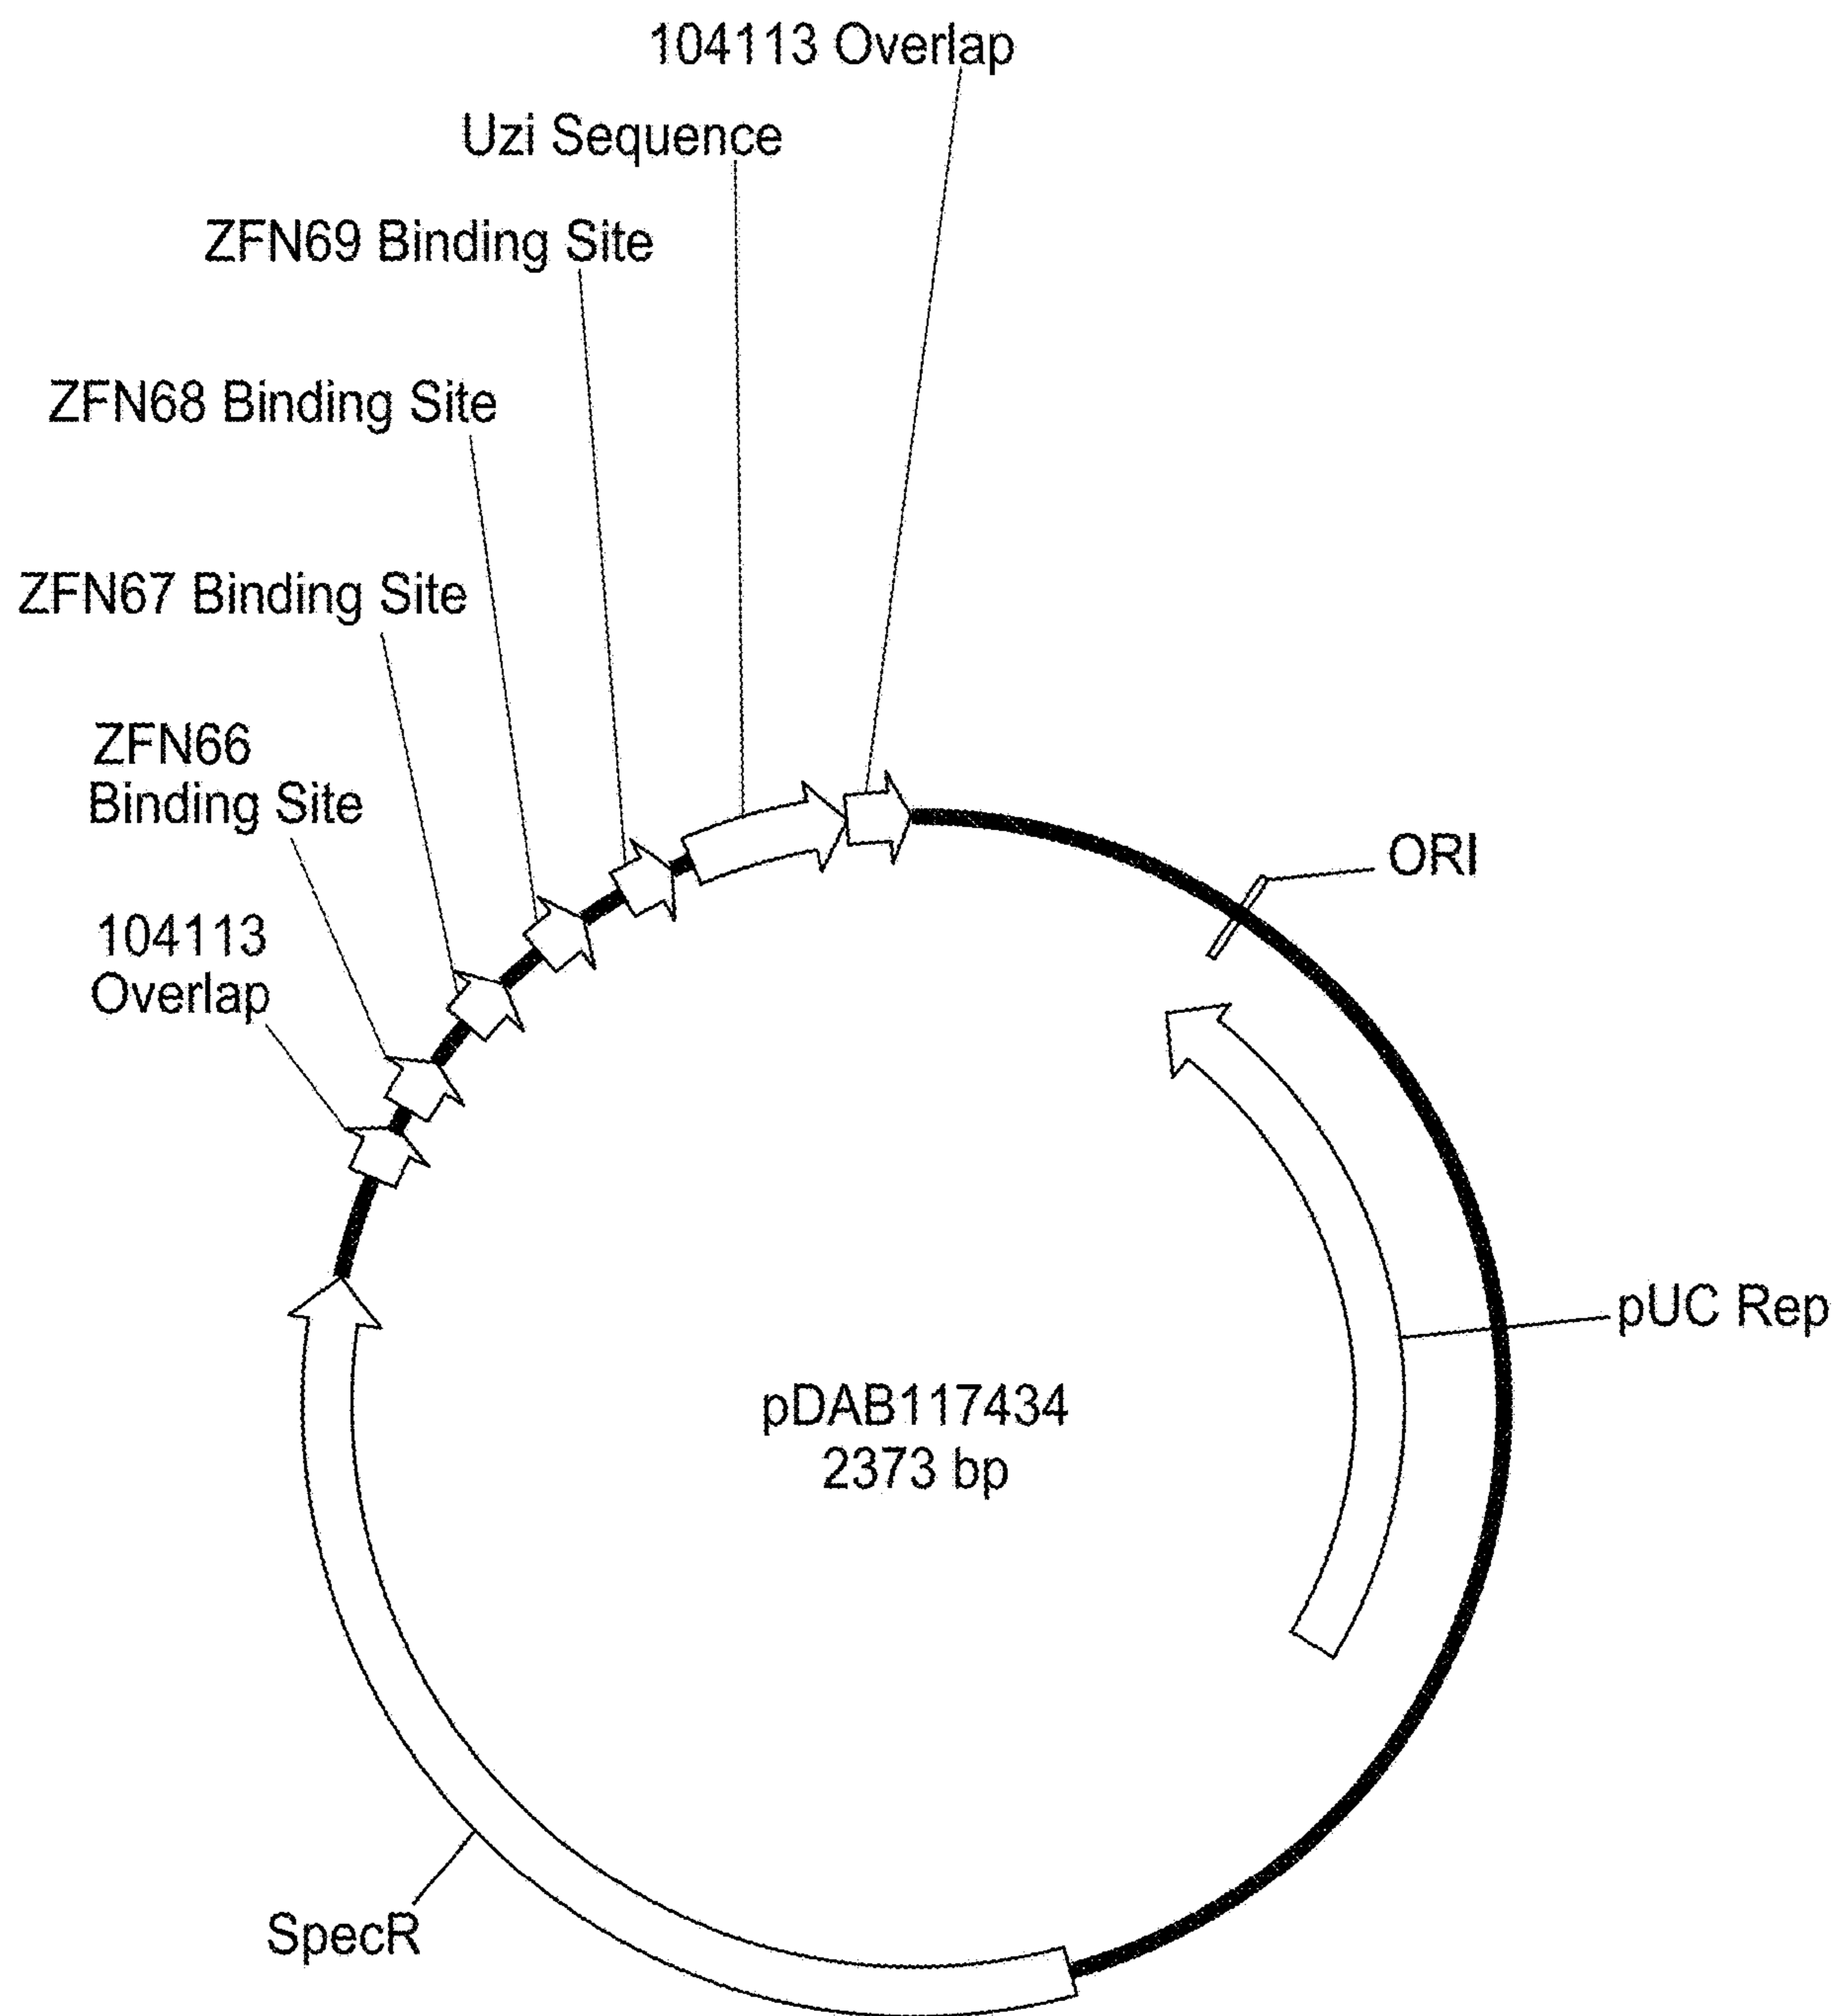 104113 Overlap
Uzi Sequence
ZFN69 Binding Site
ZFN68 Binding Site
ZFN67 Binding Site
ZFN66
Binding Site
ORI
104113
Overlap
pUC Rep
pDAB117434
2373 bp
SpecR